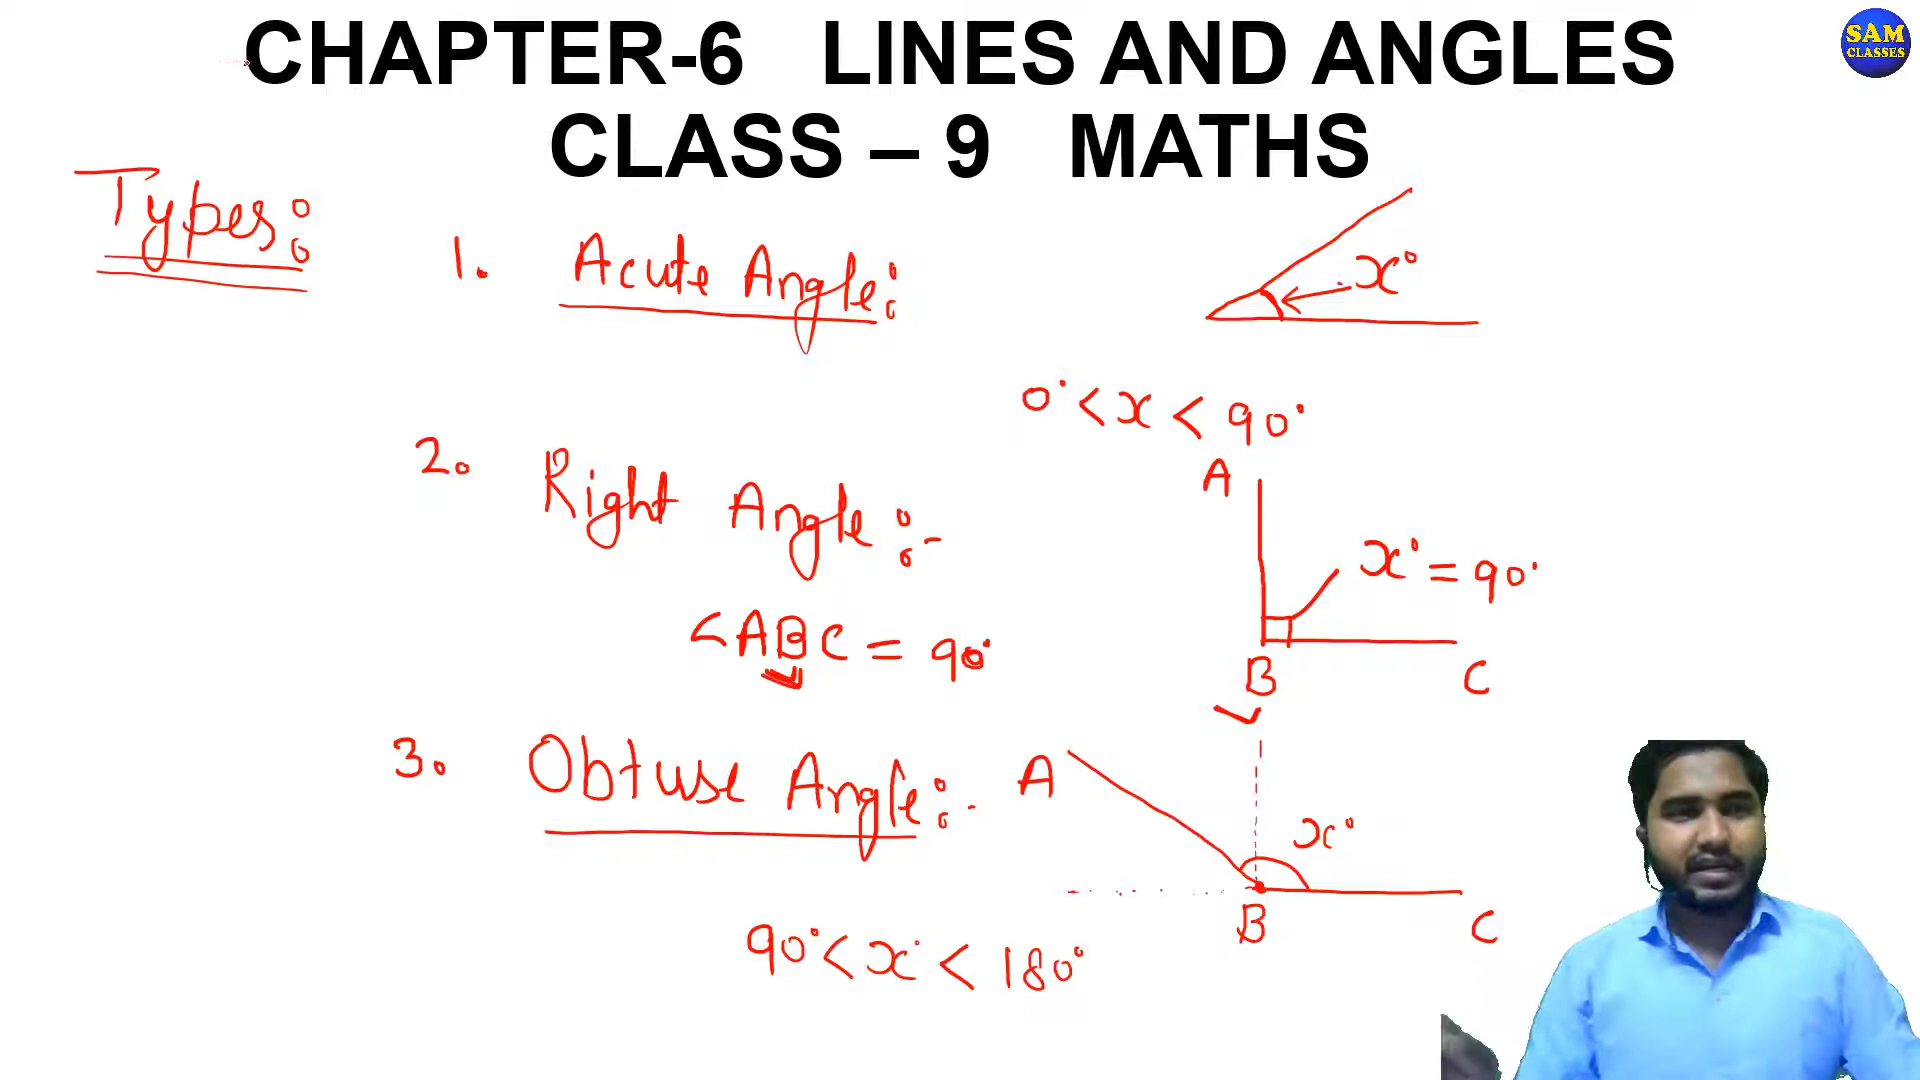 CHAPTER-6 LINES AND ANGLES
SAM
CLASSES
CLASS – 9 MATHS
Types:
1. Acute Angle:
x°
0° < x < 90°
2. Right Angle :-
A
x° = 90°
<ABC = 90°
B
C
3. Obtuse Angle :-
A
x°
B
C
90° < x° < 180°